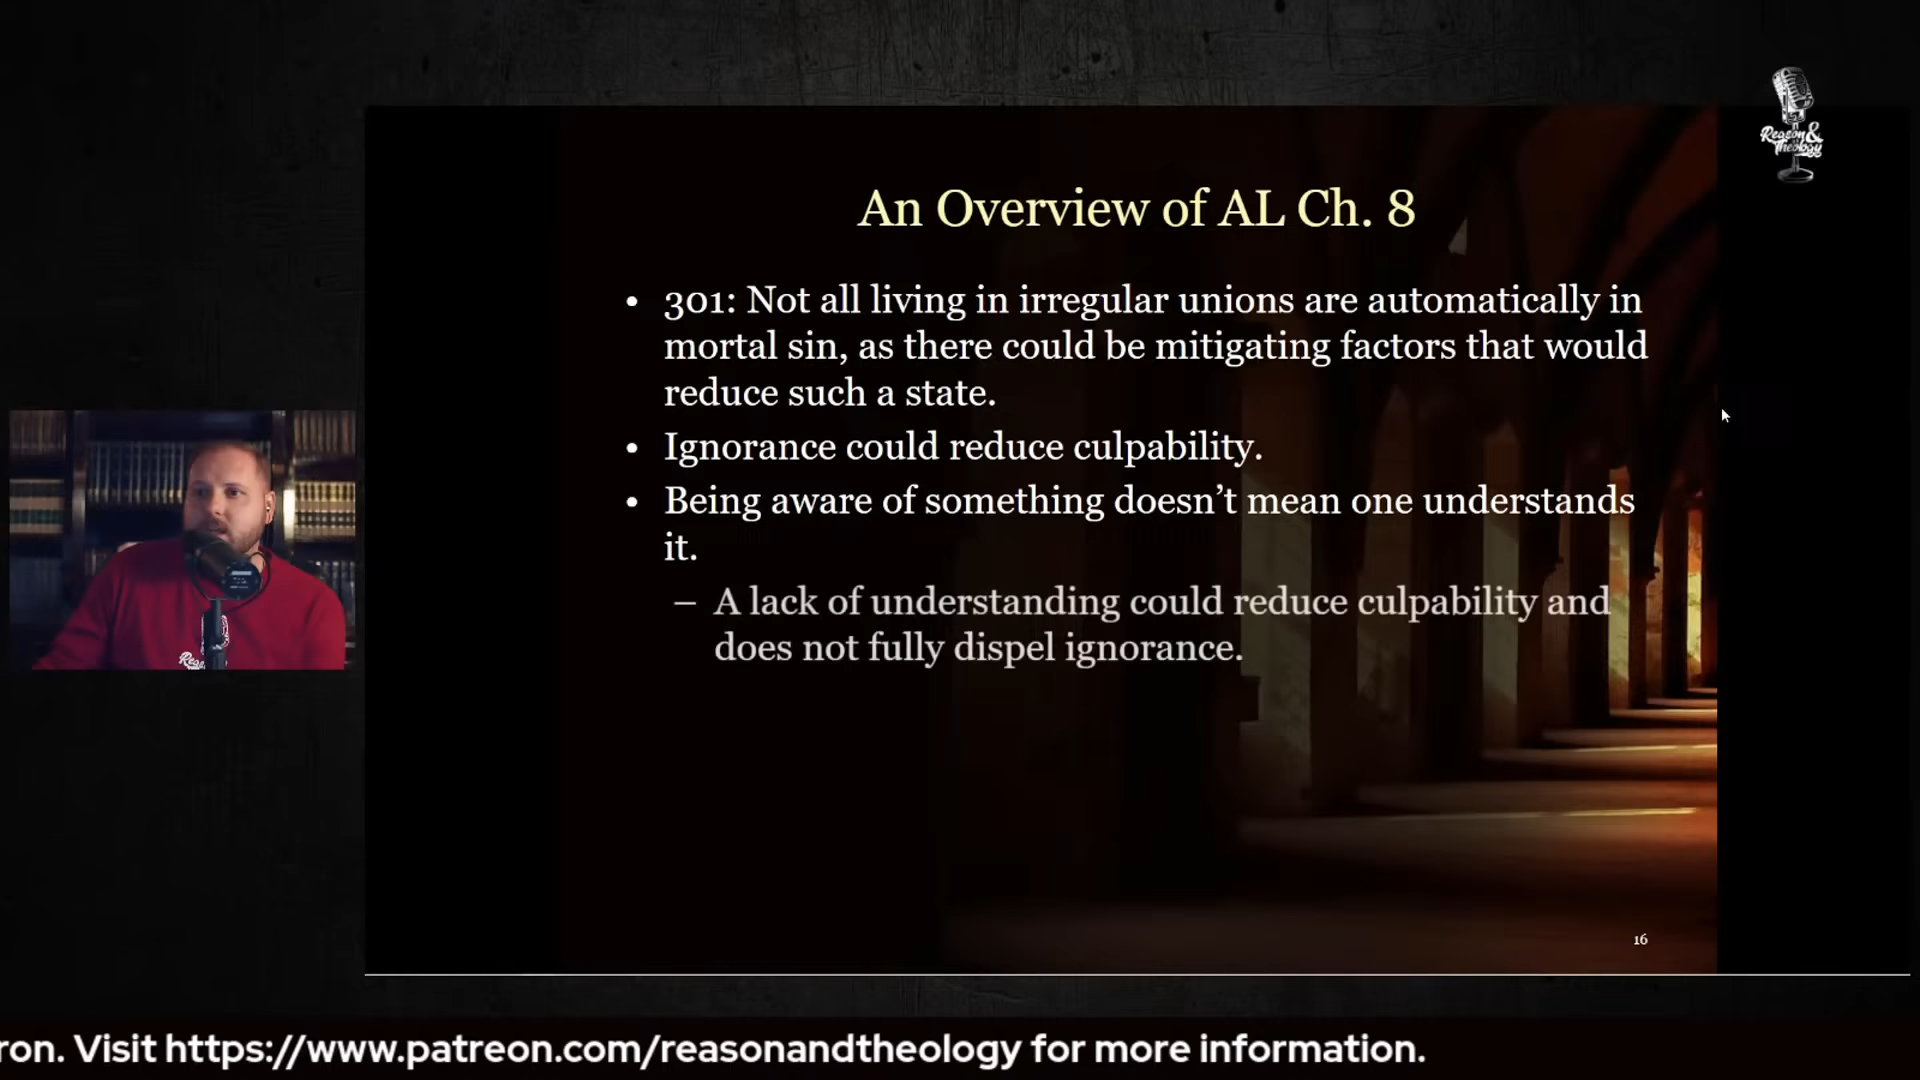 Reason &
Theology
An Overview of AL Ch. 8
• 301: Not all living in irregular unions are automatically in
mortal sin, as there could be mitigating factors that would
reduce such a state.
• Ignorance could reduce culpability.
• Being aware of something doesn’t mean one understands
it.
– A lack of understanding could reduce culpability and
does not fully dispel ignorance.
16
ron. Visit https://www.patreon.com/reasonandtheology for more information.